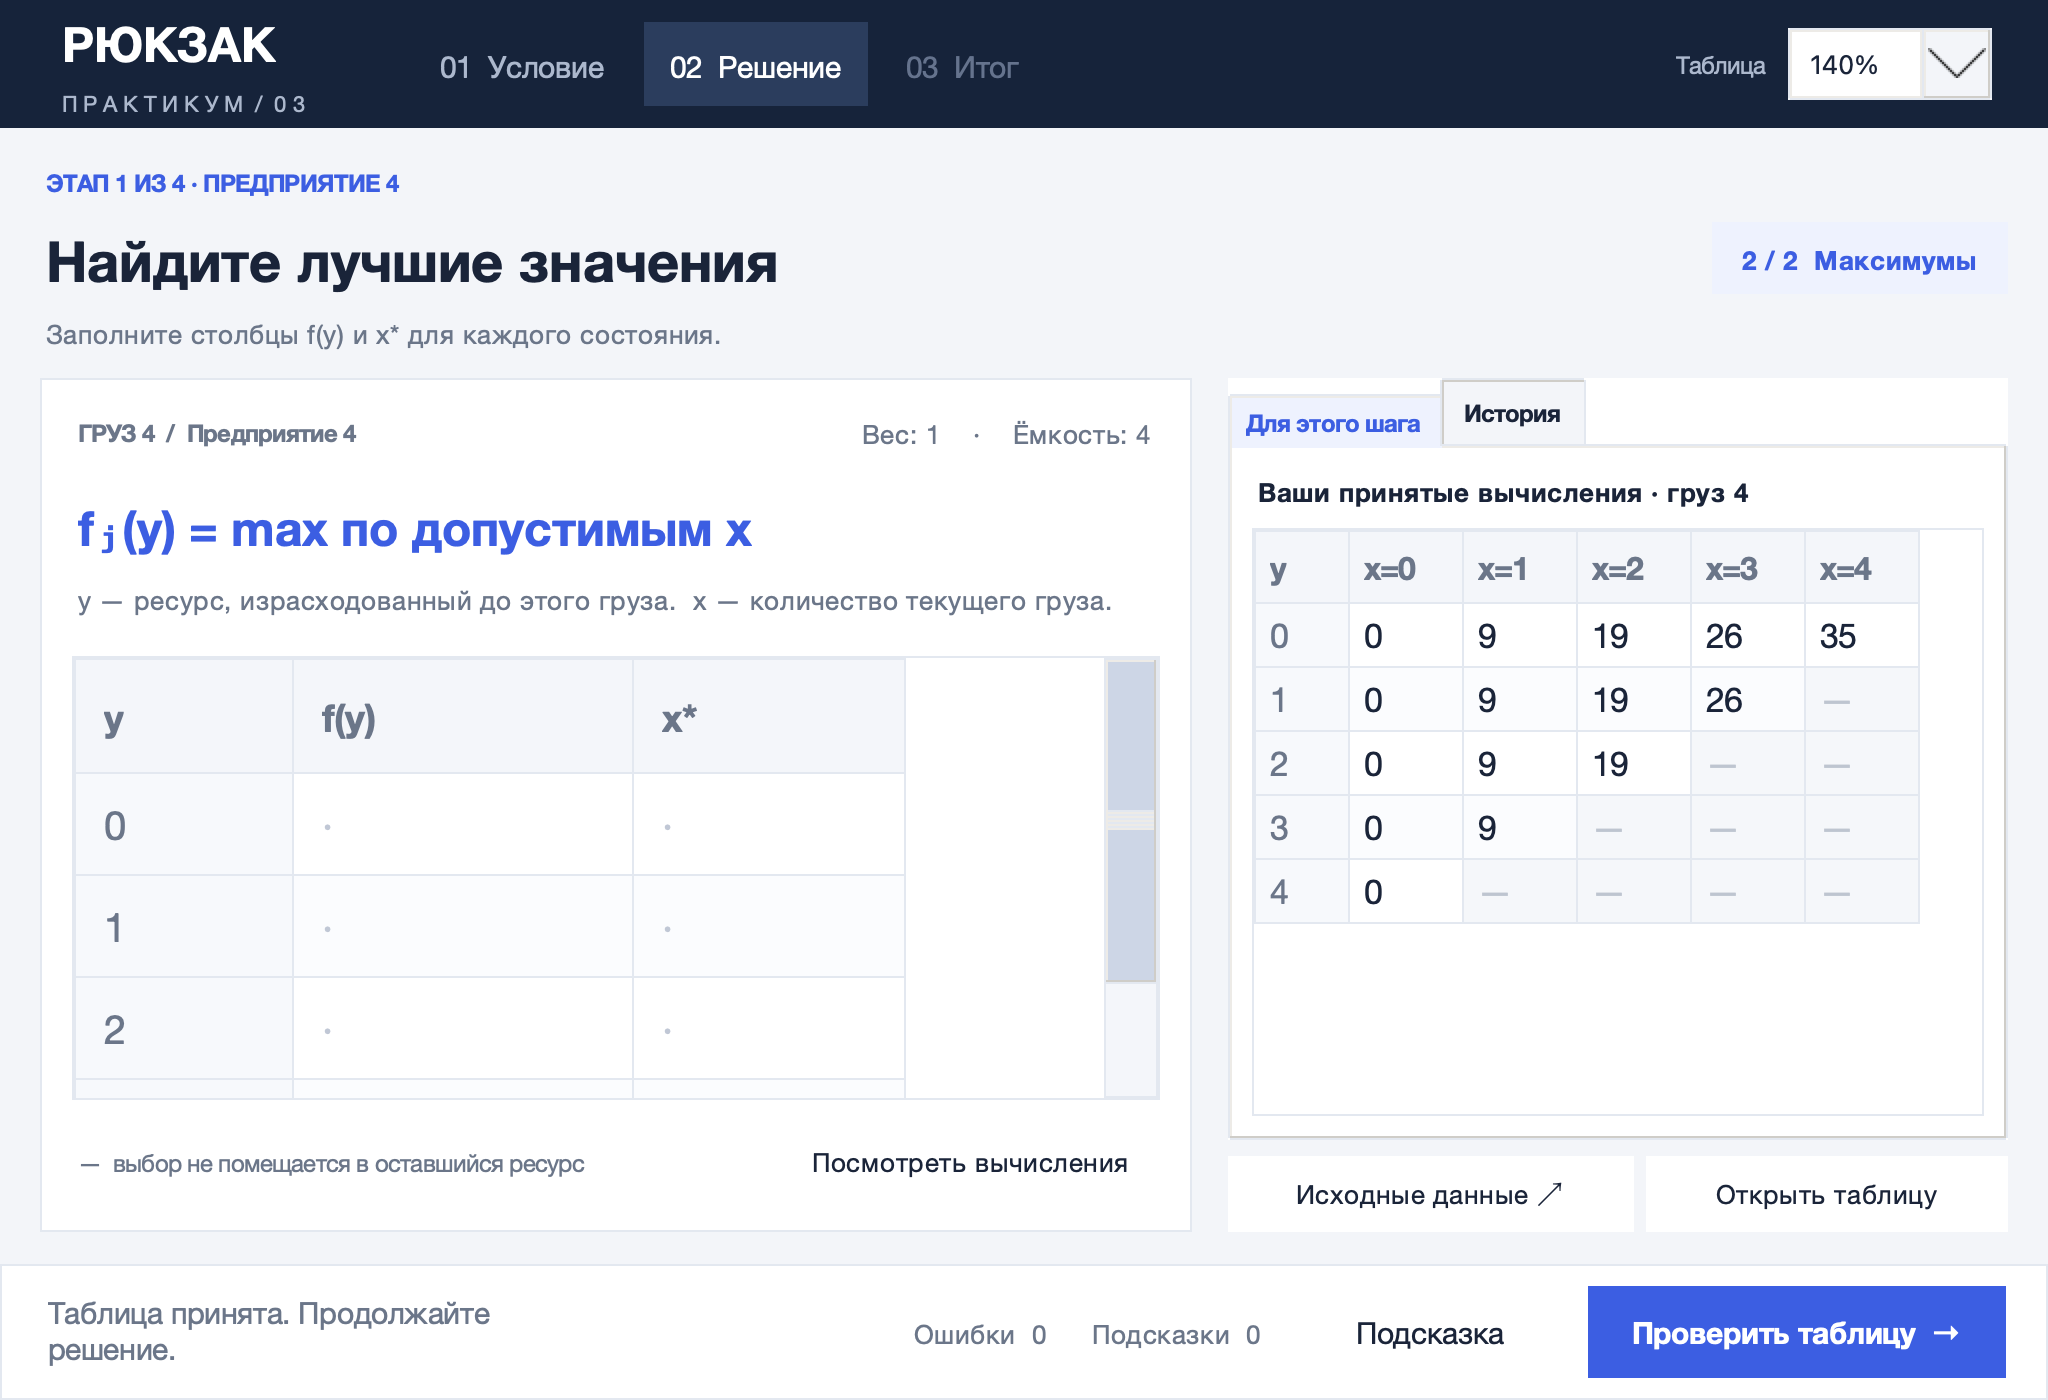 РЮКЗАК
ПРАКТИКУМ / 03
01 Условие
02 Решение
03 Итог
Таблица
140%
ЭТАП 1 ИЗ 4 · ПРЕДПРИЯТИЕ 4
Найдите лучшие значения
2 / 2 Максимумы
Заполните столбцы f(y) и x* для каждого состояния.
ГРУЗ 4 / Предприятие 4
Вес: 1 · Ёмкость: 4
fⱼ(y) = max по допустимым x
y — ресурс, израсходованный до этого груза. x — количество текущего груза.
y f(y) x*
0 · ·
1 · ·
2 · ·
— выбор не помещается в оставшийся ресурс
Посмотреть вычисления
Для этого шага
История
Ваши принятые вычисления · груз 4
y x=0 x=1 x=2 x=3 x=4
0 0 9 19 26 35
1 0 9 19 26 —
2 0 9 19 — —
3 0 9 — — —
4 0 — — — —
Исходные данные ↗
Открыть таблицу
Таблица принята. Продолжайте
решение.
Ошибки 0
Подсказки 0
Подсказка
Проверить таблицу →